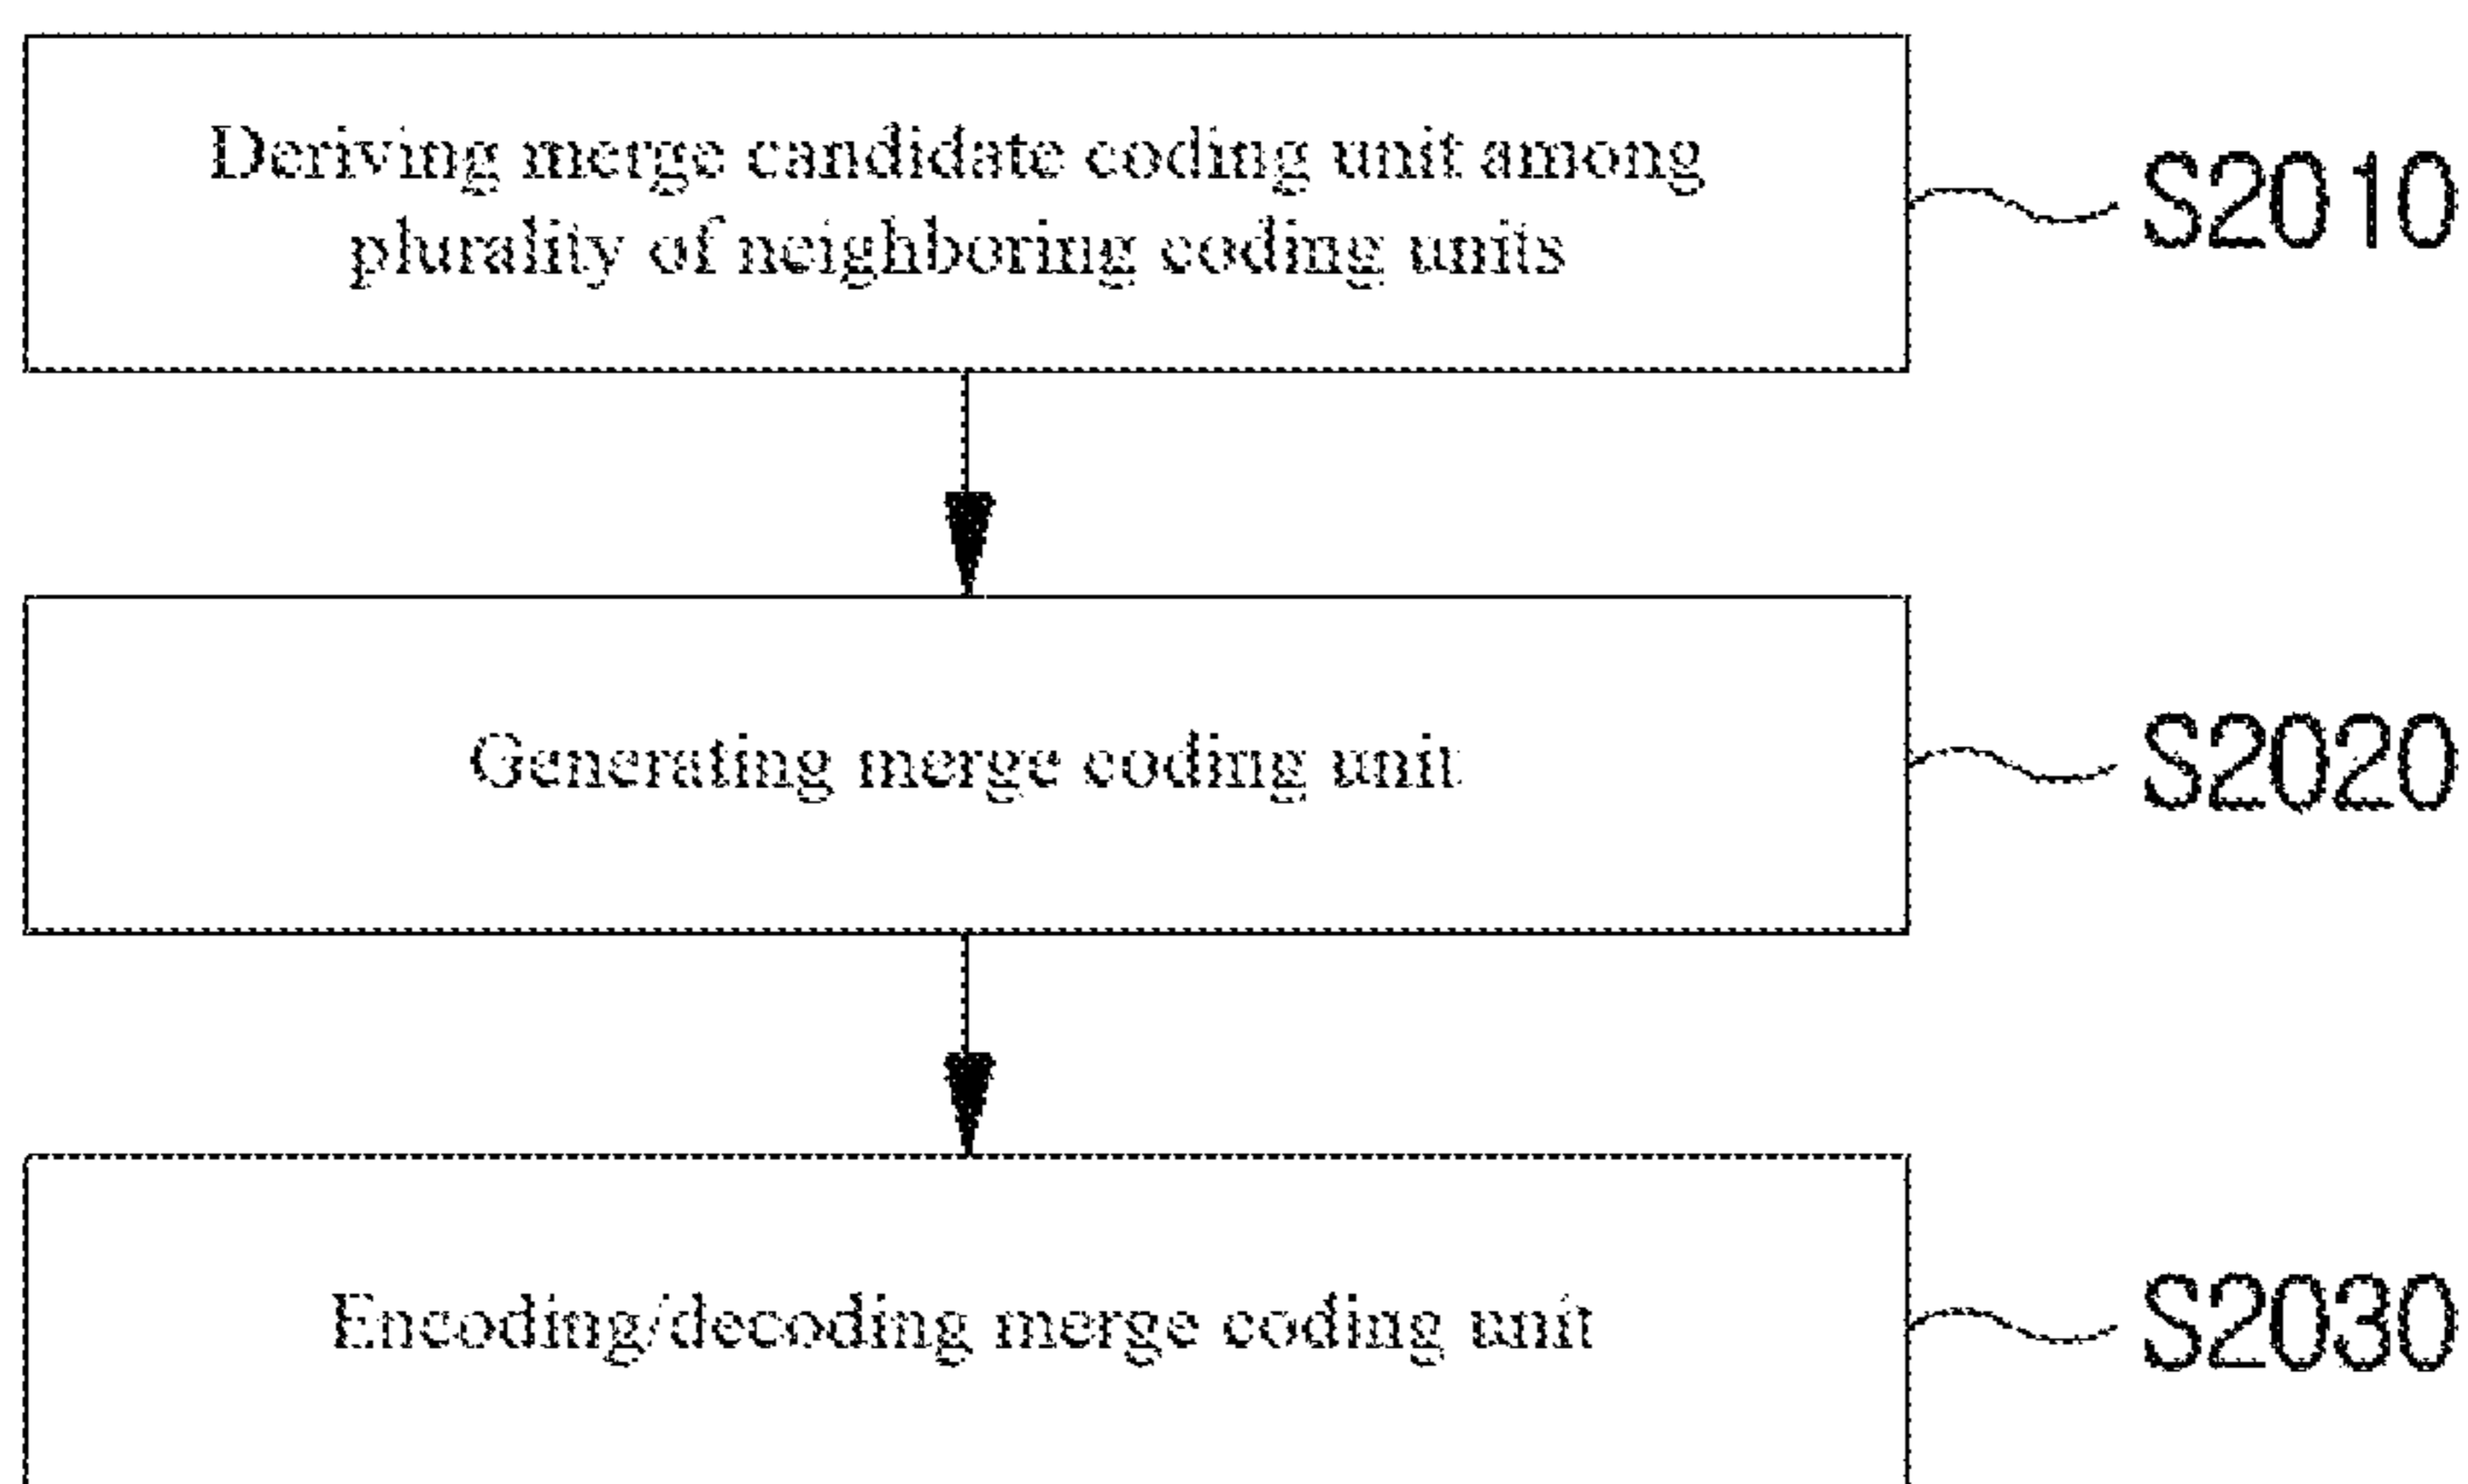 Deriving merge candidate coding unit among
plurality of neighboring coding units
S2010
Generating merge coding unit
S2020
Encoding/decoding merge coding unit
S2030